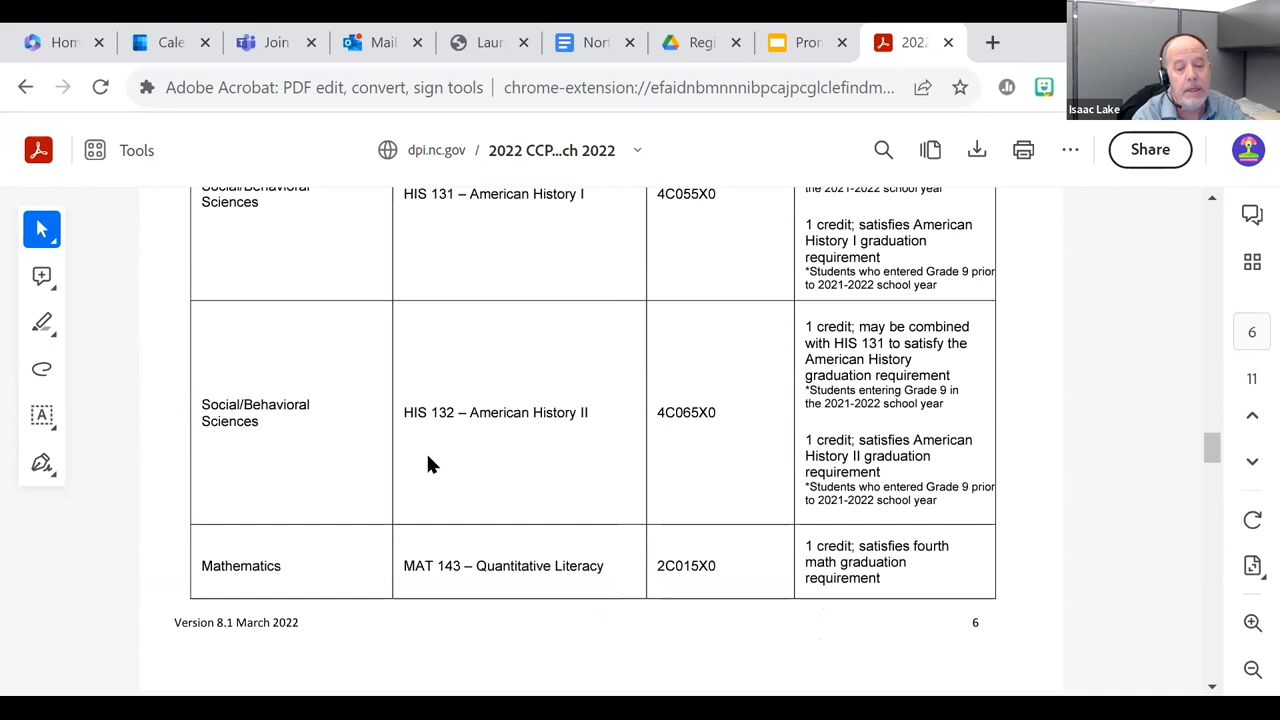 Hom
Cale
Join
Mail
Laur
Nort
Regi
Pron
2022
Isaac Lake
Adobe Acrobat: PDF edit, convert, sign tools
chrome-extension://efaidnbmnnnibpcajpcglclefindm...
Tools
dpi.nc.gov / 2022 CCP...ch 2022
Share
Social/Behavioral
Sciences
HIS 131 – American History I
4C055X0
the 2021-2022 school year
1 credit; satisfies American
History I graduation
requirement
*Students who entered Grade 9 prior
to 2021-2022 school year
Social/Behavioral
Sciences
HIS 132 – American History II
4C065X0
1 credit; may be combined
with HIS 131 to satisfy the
American History
graduation requirement
*Students entering Grade 9 in
the 2021-2022 school year
1 credit; satisfies American
History II graduation
requirement
*Students who entered Grade 9 prior
to 2021-2022 school year
Mathematics
MAT 143 – Quantitative Literacy
2C015X0
1 credit; satisfies fourth
math graduation
requirement
Version 8.1 March 2022
6
6
11